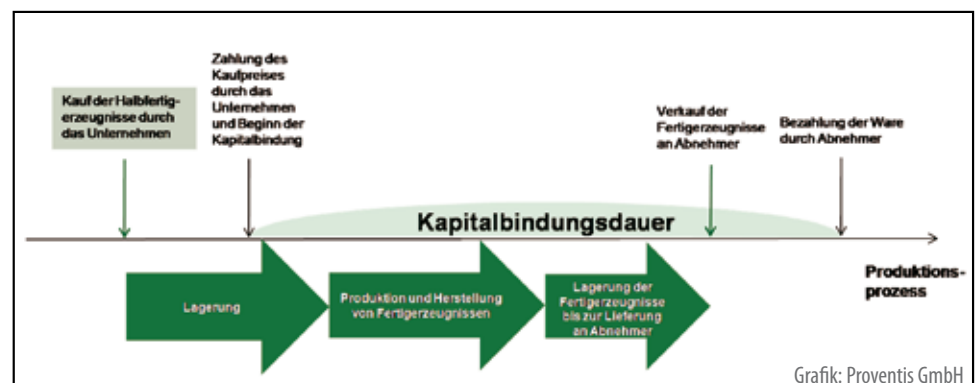 Kauf der Halbfertig-
erzeugnisse durch
das Unternehmen
Zahlung des
Kaufpreises
durch das
Unlernehmen
und Beginn der
Kapitalbindung
Verkauf der
Fertigerzeugnisse
an Abnehmer
Bezahlung der Ware
durch Abnehmer
Kapitalbindungsdauer
Produktions-
prozess
Lagerung
Produktion und Herstellung
von Fertigerzeugnissen
Lagerung der
Fertigerzeugnisse
bis zur Lieferung
an Abnehmer
Grafik: Proventis GmbH